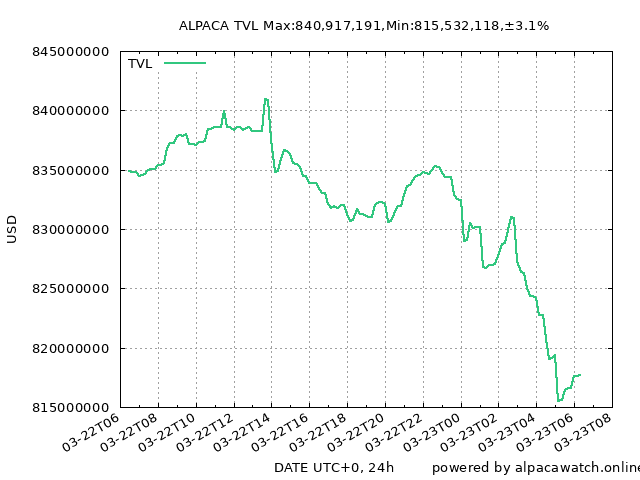 ALPACA TVL Max:840,917,191,Min:815,532,118,±3.1%
845000000
TVL
840000000
835000000
830000000
825000000
820000000
815000000
USD
03-22T06
03-22T08
03-22T10
03-22T12
03-22T14
03-22T16
03-22T18
03-22T20
03-22T22
03-23T00
03-23T02
03-23T04
03-23T06
03-23T08
DATE UTC+0, 24h
powered by alpacawatch.online